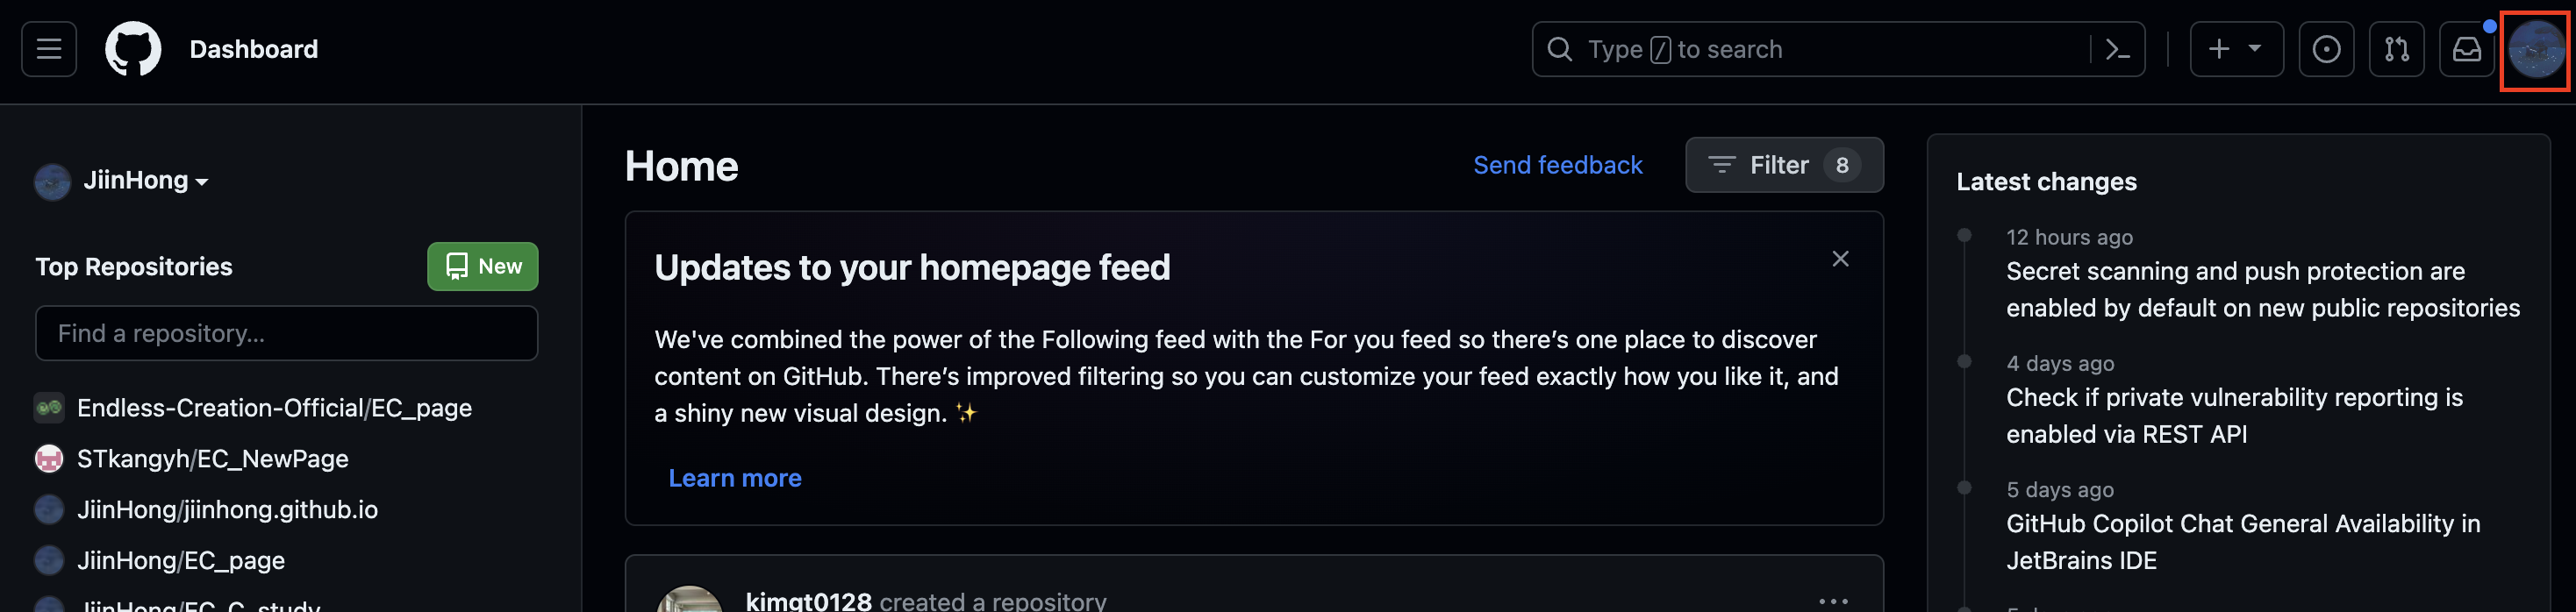 Dashboard
Type / to search
JiinHong
Top Repositories
New
Find a repository...
Endless-Creation-Official/EC_page
STkangyh/EC_NewPage
JiinHong/jiinhong.github.io
JiinHong/EC_page
JiinHong/EC_C_study
Home
Send feedback
Filter 8
Updates to your homepage feed
We've combined the power of the Following feed with the For you feed so there’s one place to discover
content on GitHub. There’s improved filtering so you can customize your feed exactly how you like it, and
a shiny new visual design. ✨
Learn more
kimgt0128 created a repository
Latest changes
12 hours ago
Secret scanning and push protection are
enabled by default on new public repositories
4 days ago
Check if private vulnerability reporting is
enabled via REST API
5 days ago
GitHub Copilot Chat General Availability in
JetBrains IDE